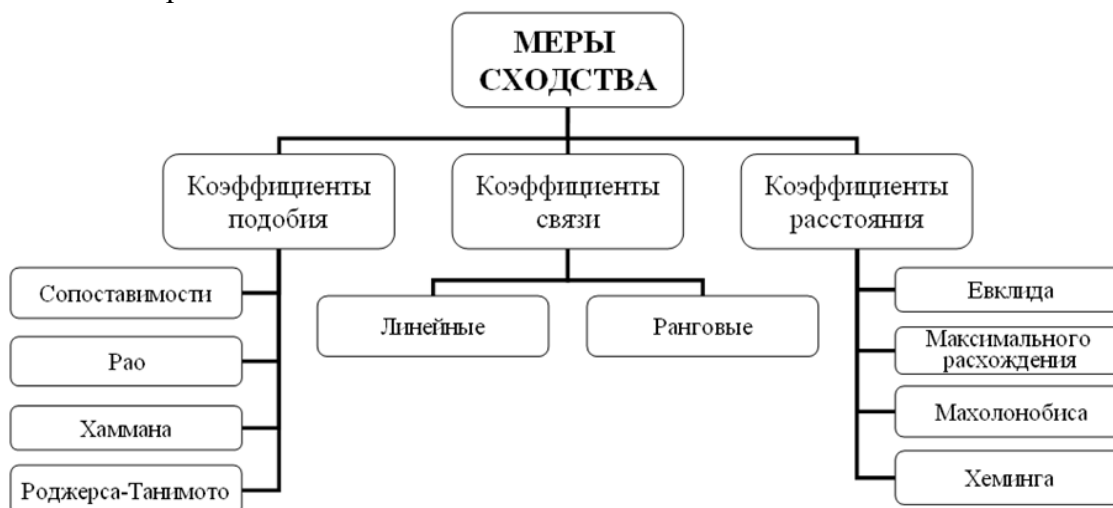 МЕРЫ
СХОДСТВА
Коэффициенты
подобия
Коэффициенты
связи
Коэффициенты
расстояния
Сопоставимости
Рао
Хаммана
Роджерса-Танимото
Линейные
Ранговые
Евклида
Максимального
расхождения
Махолонобиса
Хеминга